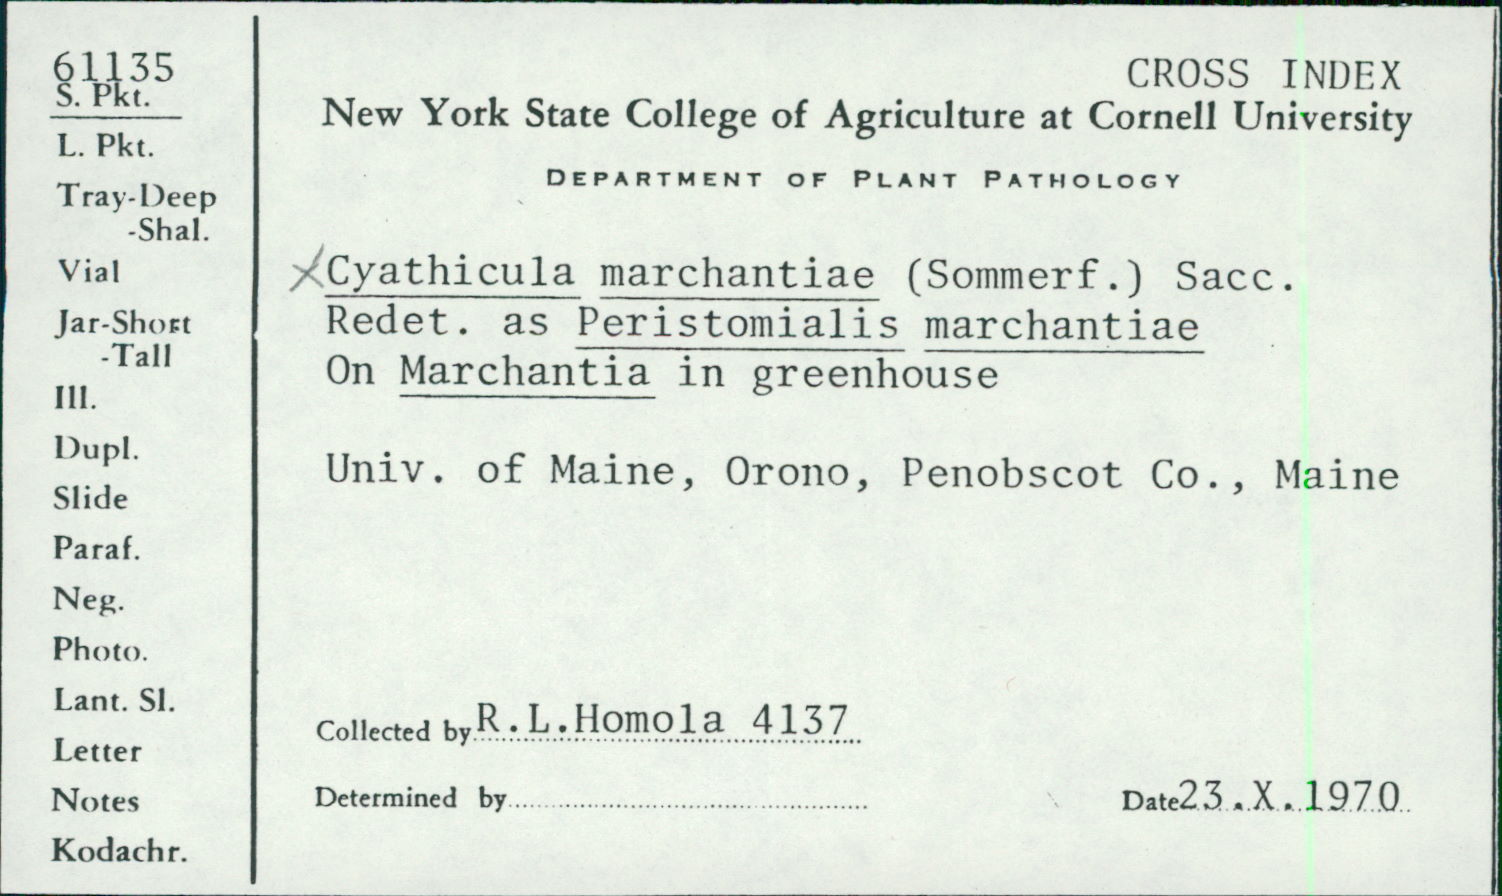 61135
S. Pkt.
L. Pkt.
Tray-Deep
-Shal.
Vial
Jar-Short
-Tall
Ill.
Dupl.
Slide
Paraf.
Neg.
Photo.
Lant. Sl.
Letter
Notes
Kodachr.
CROSS INDEX
New York State College of Agriculture at Cornell University
DEPARTMENT OF PLANT PATHOLOGY
XCyathicula marchantiae (Sommerf.) Sacc.
Redet. as Peristomialis marchantiae
On Marchantia in greenhouse
Univ. of Maine, Orono, Penobscot Co., Maine
Collected by R.L.Homola 4137
Determined by
Date 23.X.1970